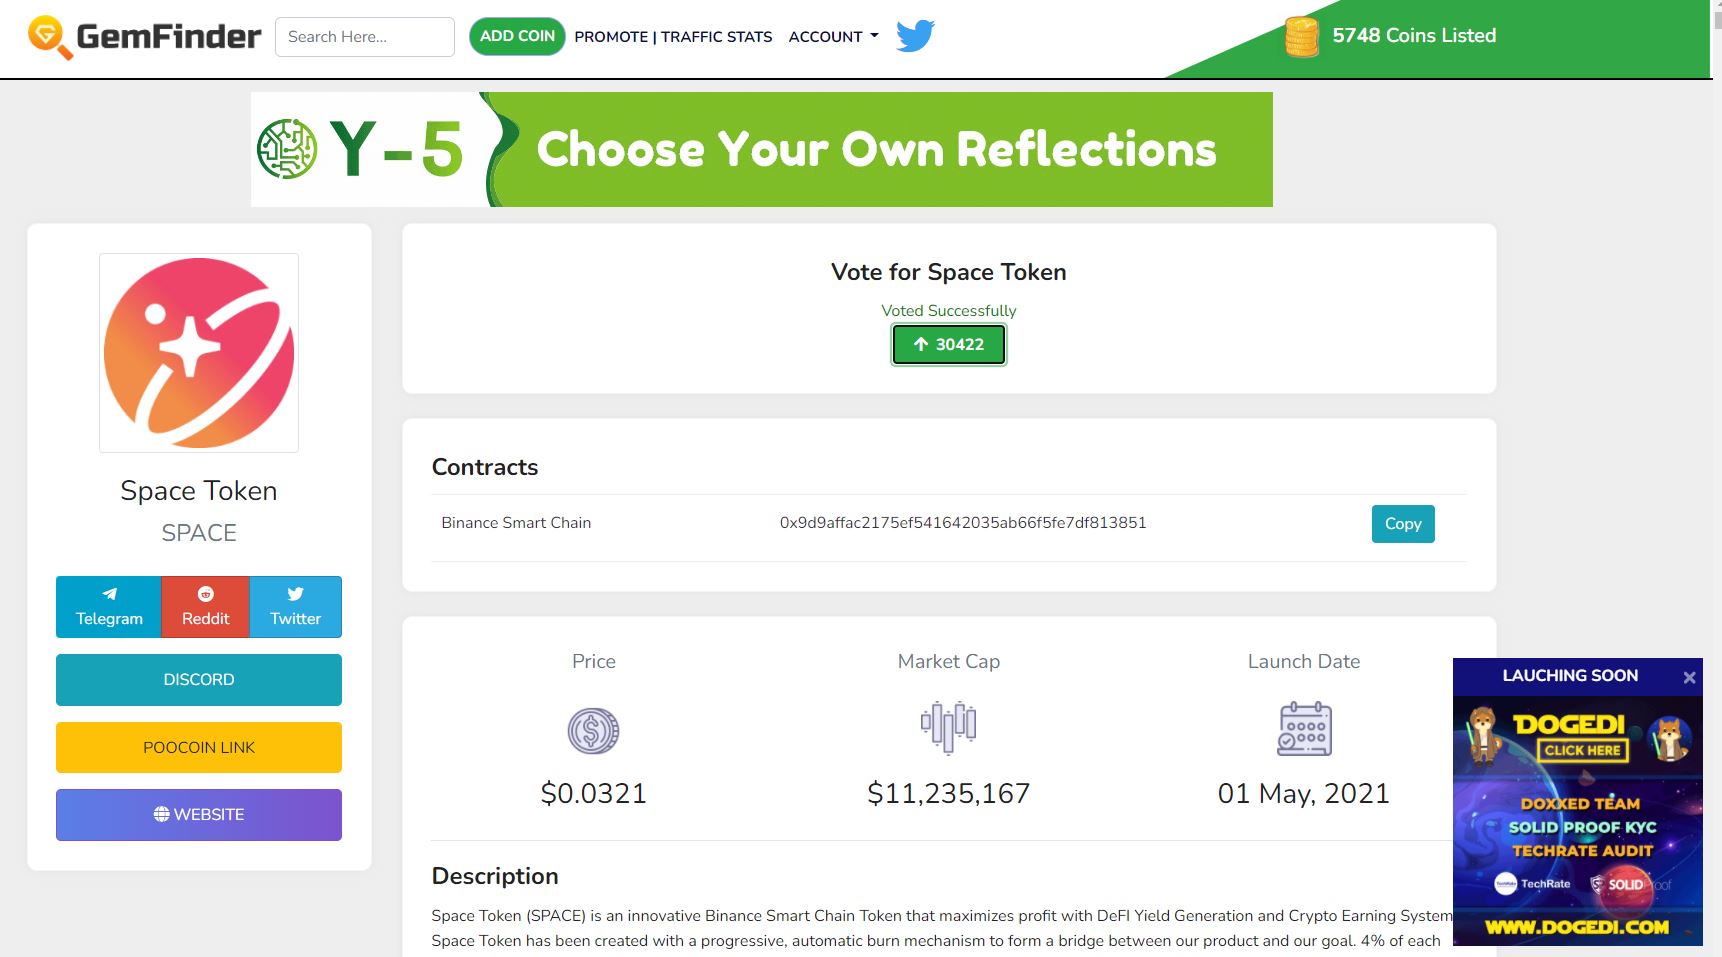 GemFinder
Search Here...
ADD COIN
PROMOTE | TRAFFIC STATS
ACCOUNT
5748 Coins Listed
Y-5
Choose Your Own Reflections
Space Token
SPACE
Telegram
Reddit
Twitter
DISCORD
POOCOIN LINK
WEBSITE
Vote for Space Token
Voted Successfully
30422
Contracts
Binance Smart Chain 0x9d9affac2175ef541642035ab66f5fe7df813851 Copy
Price Market Cap Launch Date
$0.0321 $11,235,167 01 May, 2021
Description
Space Token (SPACE) is an innovative Binance Smart Chain Token that maximizes profit with DeFI Yield Generation and Crypto Earning System
Space Token has been created with a progressive, automatic burn mechanism to form a bridge between our product and our goal. 4% of each
LAUCHING SOON
DOGEDI
CLICK HERE
DOXXED TEAM
SOLID PROOF KYC
TECHRATE AUDIT
TechRate SOLIDProof
WWW.DOGEDI.COM